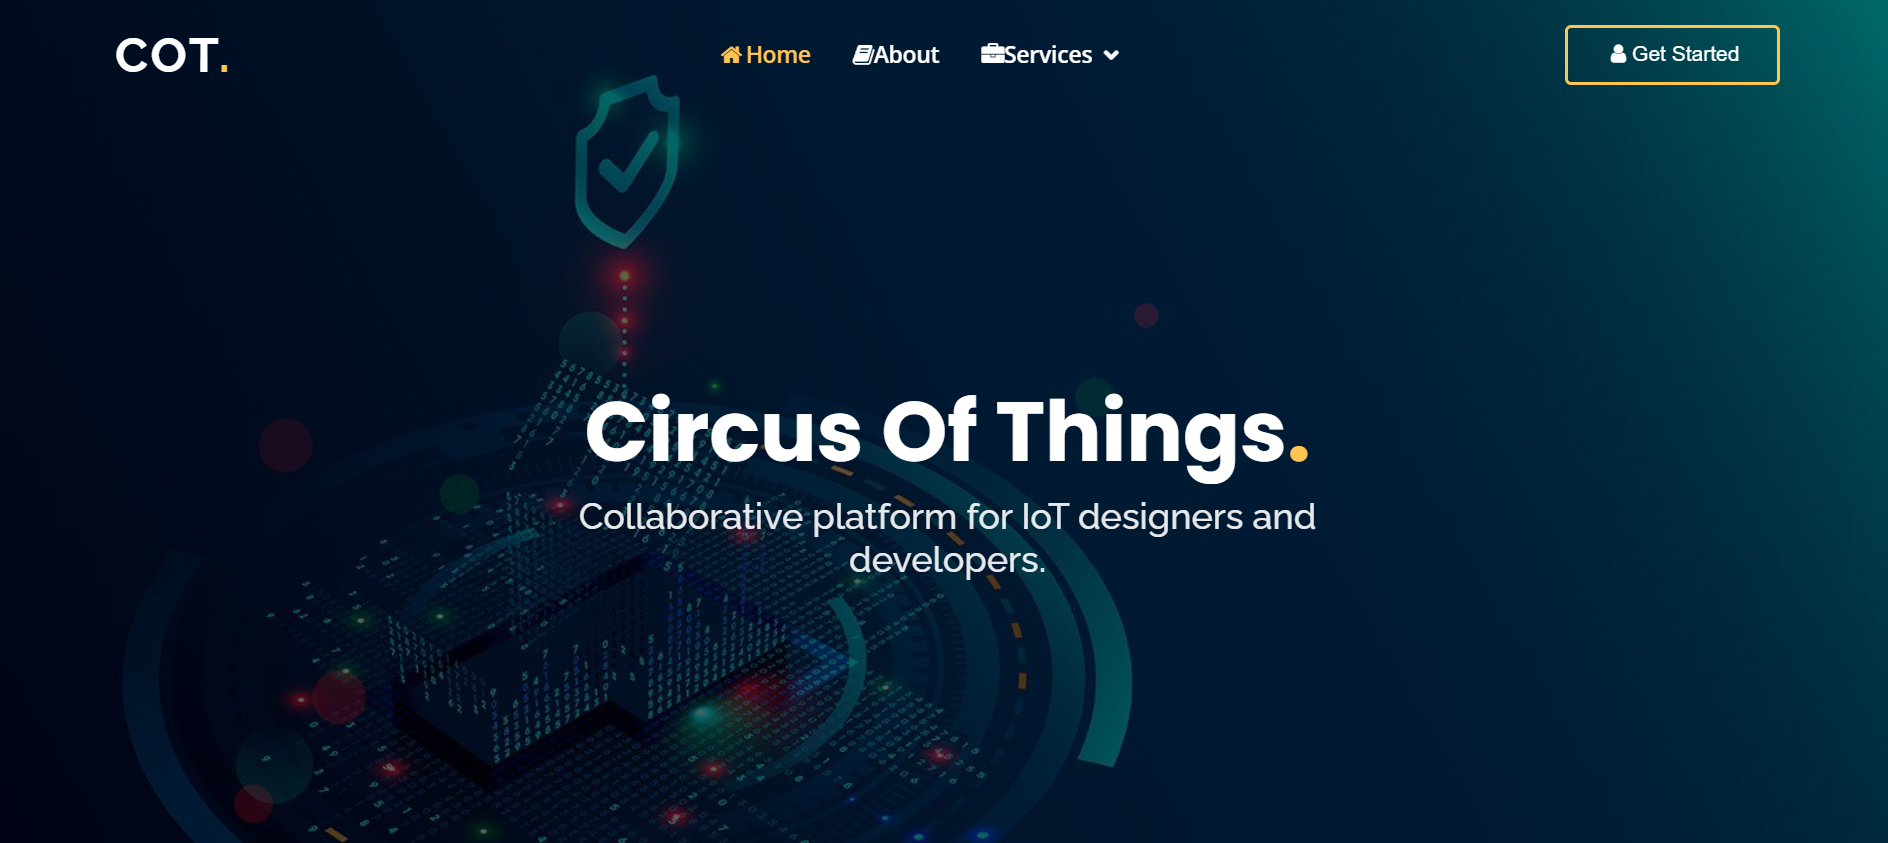 COT.
Home
About
Services
Get Started
Circus Of Things.
Collaborative platform for IoT designers and
developers.